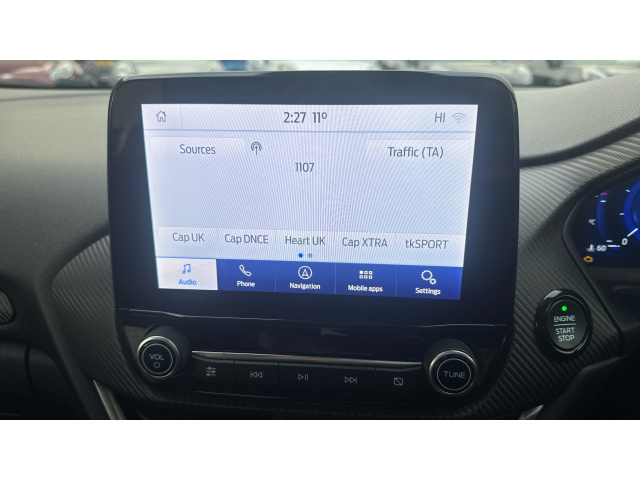 2:27 11° HI
Sources Traffic (TA)
1107
Cap UK Cap DNCE Heart UK Cap XTRA tkSPORT
Audio Phone Navigation Mobile apps Settings
60
ENGINE
START
STOP
VOL
TUNE